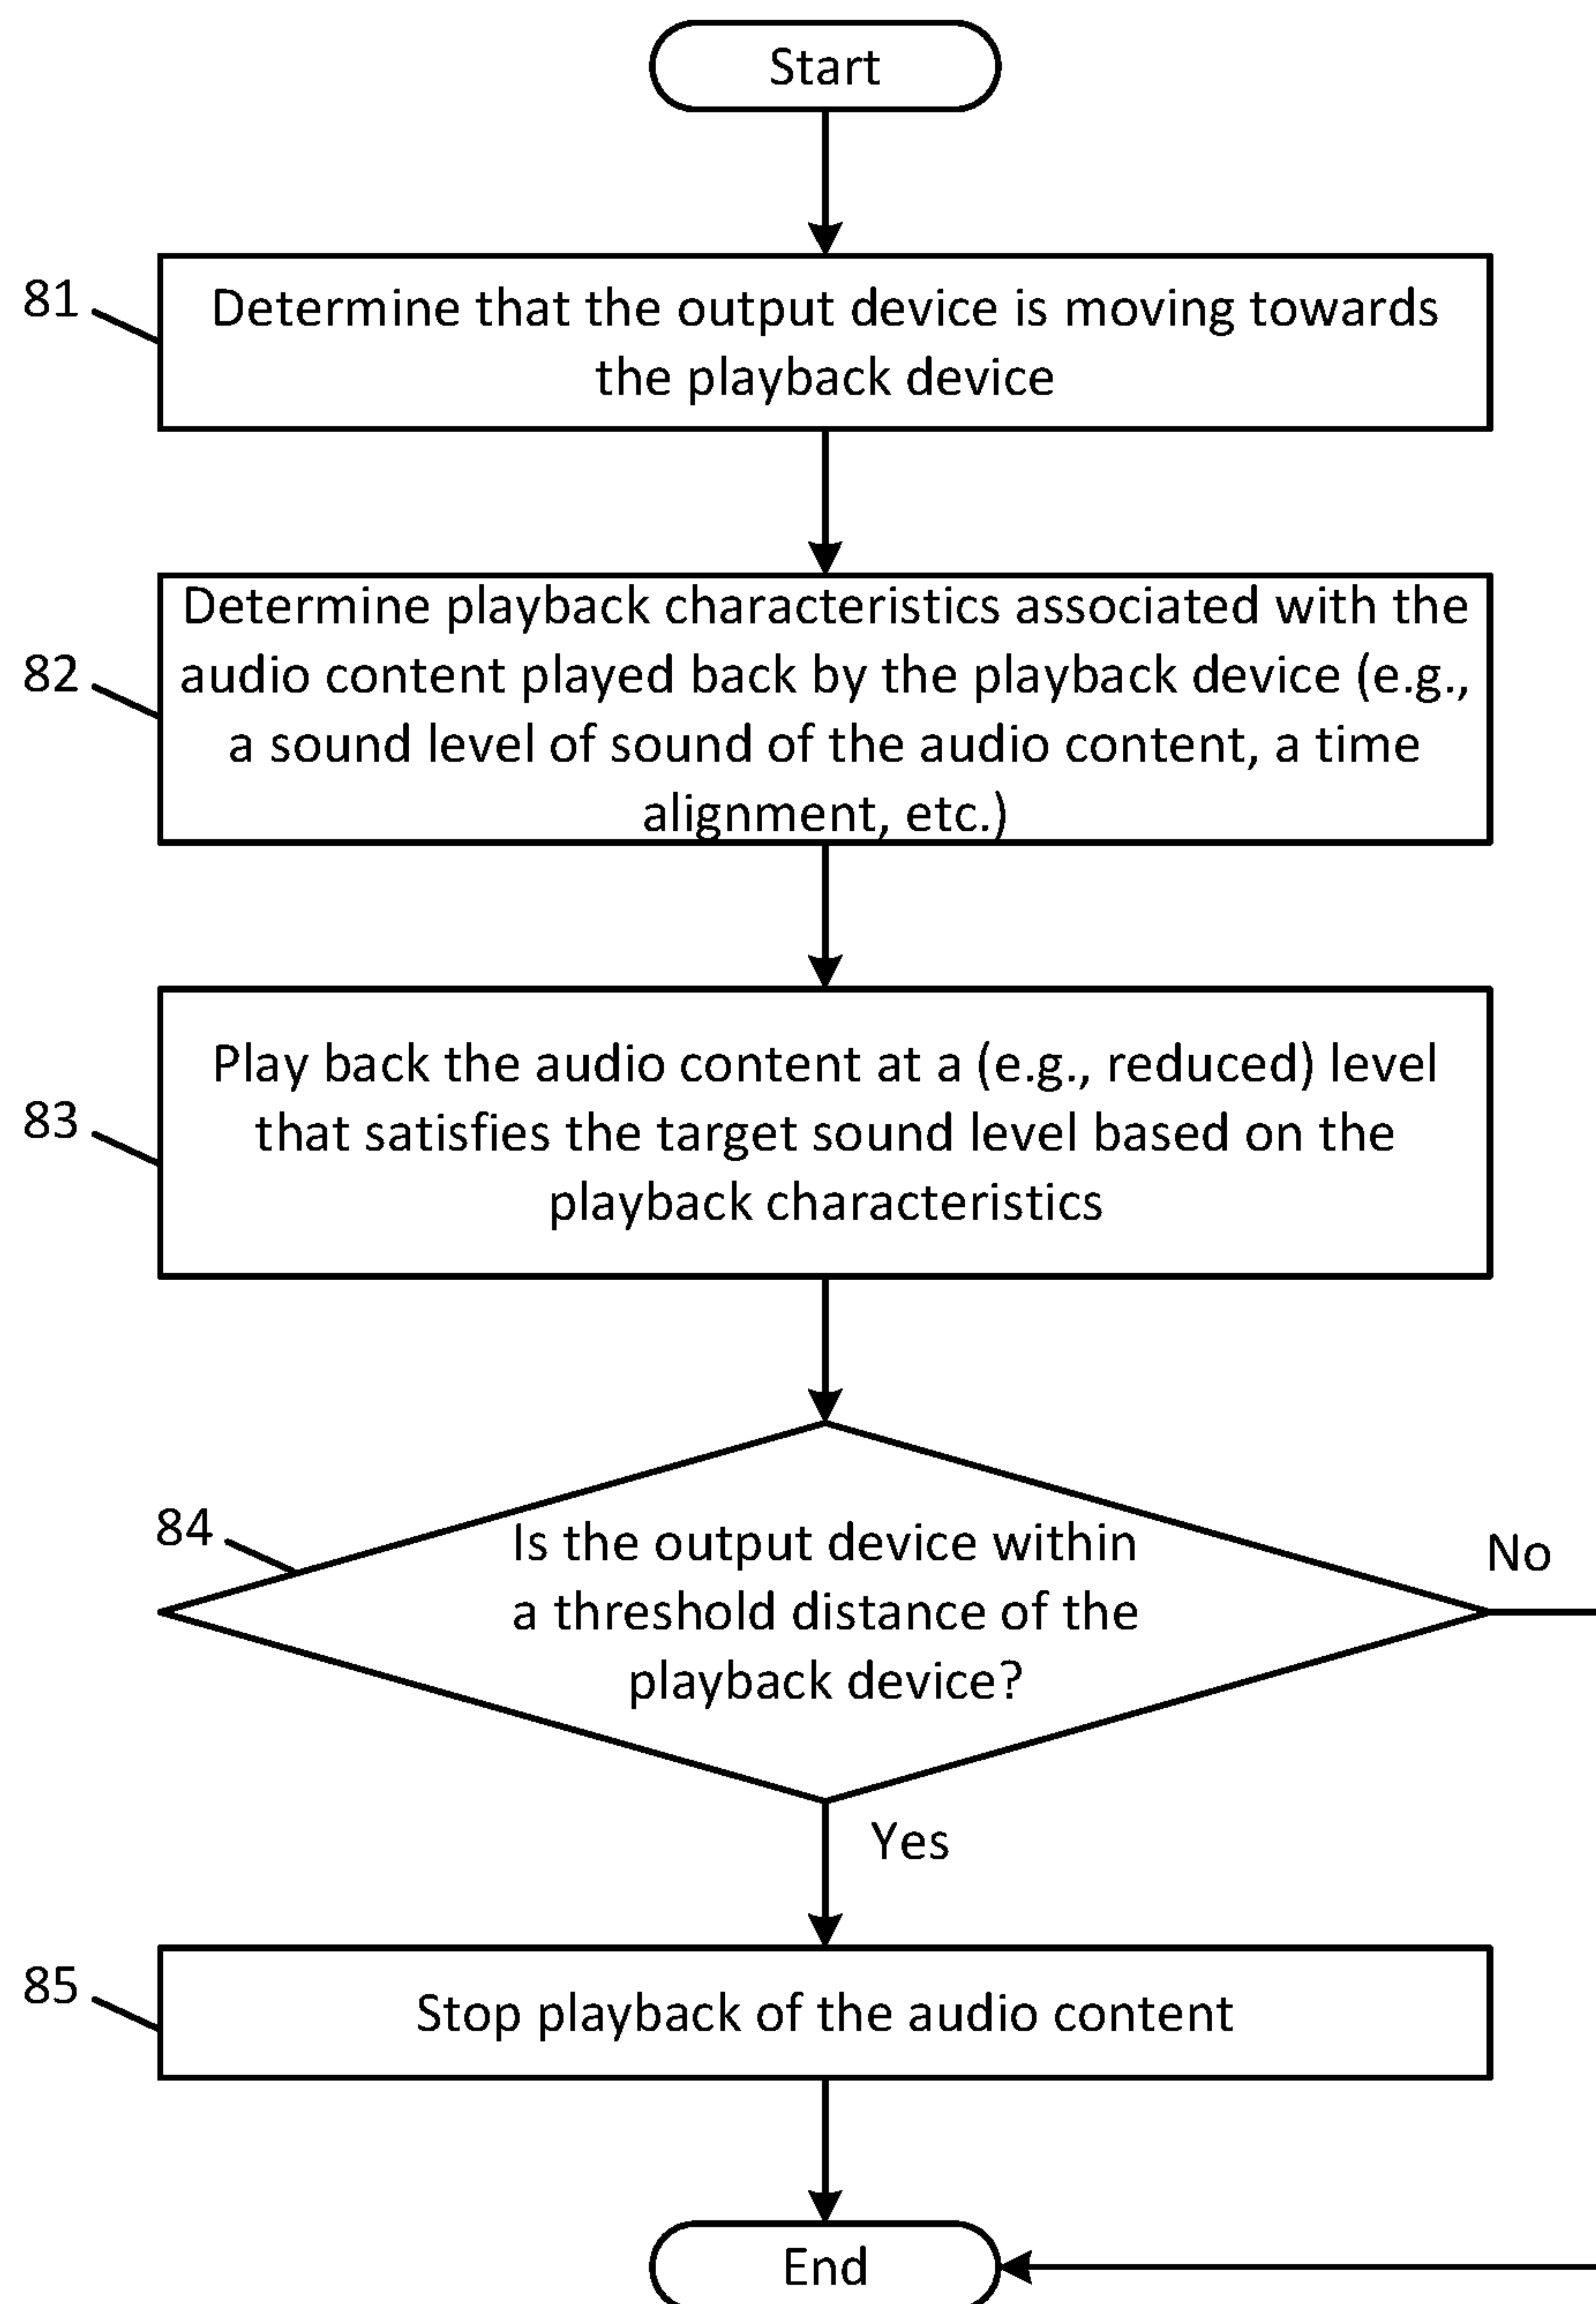 Start
81
Determine that the output device is moving towards
the playback device
82
Determine playback characteristics associated with the
audio content played back by the playback device (e.g.,
a sound level of sound of the audio content, a time
alignment, etc.)
83
Play back the audio content at a (e.g., reduced) level
that satisfies the target sound level based on the
playback characteristics
84
Is the output device within
a threshold distance of the
playback device?
No
Yes
85
Stop playback of the audio content
End